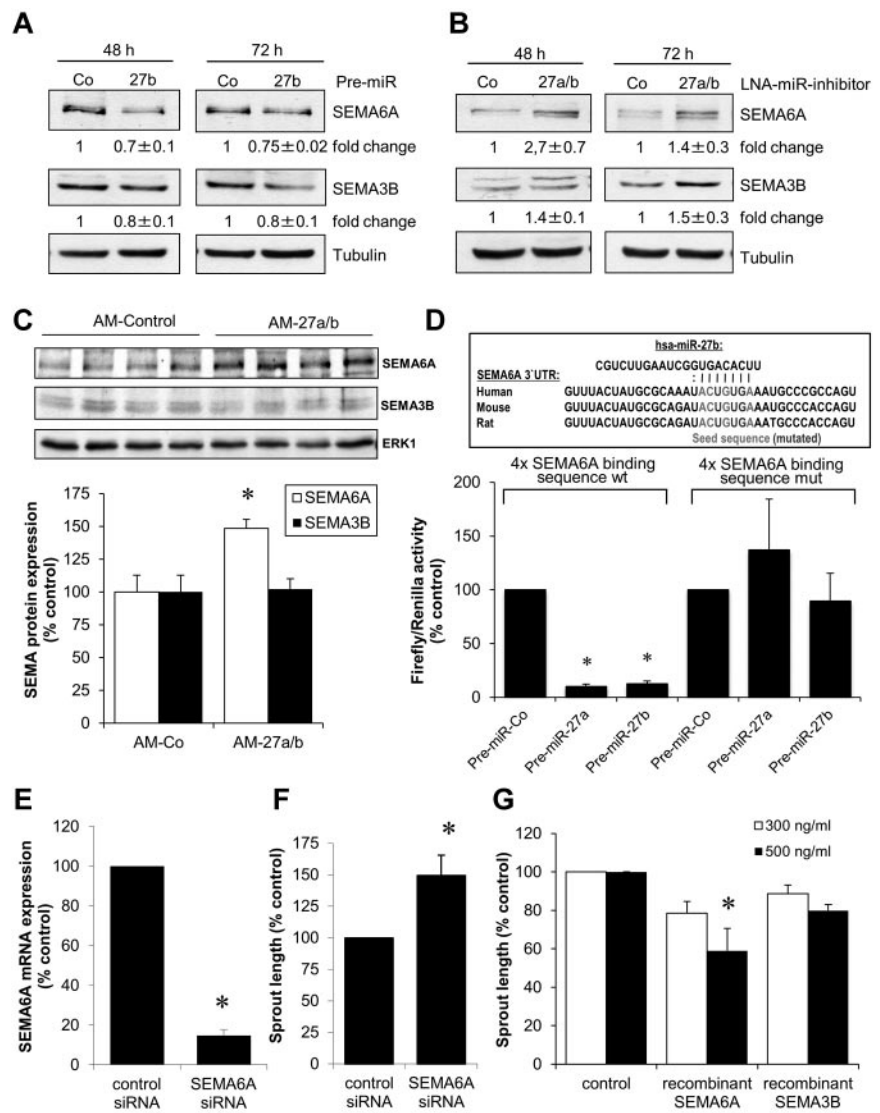 A
48 h 72 h
Co 27b Co 27b Pre-miR
SEMA6A
1 0.7±0.1 1 0.75±0.02 fold change
SEMA3B
1 0.8±0.1 1 0.8±0.1 fold change
Tubulin
B
48 h 72 h
Co 27a/b Co 27a/b LNA-miR-inhibitor
SEMA6A
1 2,7±0.7 1 1.4±0.3 fold change
SEMA3B
1 1.4±0.1 1 1.5±0.3 fold change
Tubulin
C
AM-Control AM-27a/b
SEMA6A
SEMA3B
ERK1
SEMA protein expression
(% control)
150
125
100
75
50
25
0
*
SEMA6A
SEMA3B
AM-Co AM-27a/b
D
hsa-miR-27b:
CGUCUUGAAUCGGUGACACUU
SEMA6A 3`UTR:
: | | | | | | |
Human GUUUACUAUGCGCAAAUACUGUGAAAUGCCCGCCAGU
Mouse GUUUACUAUGCGCAGAUACUGUGAAAUGCCCACCAGU
Rat GUUUACUAUGCGCAGAUACUGUGAAATGCCCACCAGU
Seed sequence (mutated)
4x SEMA6A binding
sequence wt
4x SEMA6A binding
sequence mut
Firefly/Renilla activity
(% control)
200
150
100
50
0
* *
Pre-miR-Co Pre-miR-27a Pre-miR-27b Pre-miR-Co Pre-miR-27a Pre-miR-27b
E
SEMA6A mRNA expression
(% control)
120
100
80
60
40
20
0
*
control
siRNA
SEMA6A
siRNA
F
Sprout length (% control)
175
150
125
100
75
50
25
0
*
control
siRNA
SEMA6A
siRNA
G
Sprout length (% control)
120
100
80
60
40
20
0
300 ng/ml
500 ng/ml
*
control
recombinant
SEMA6A
recombinant
SEMA3B